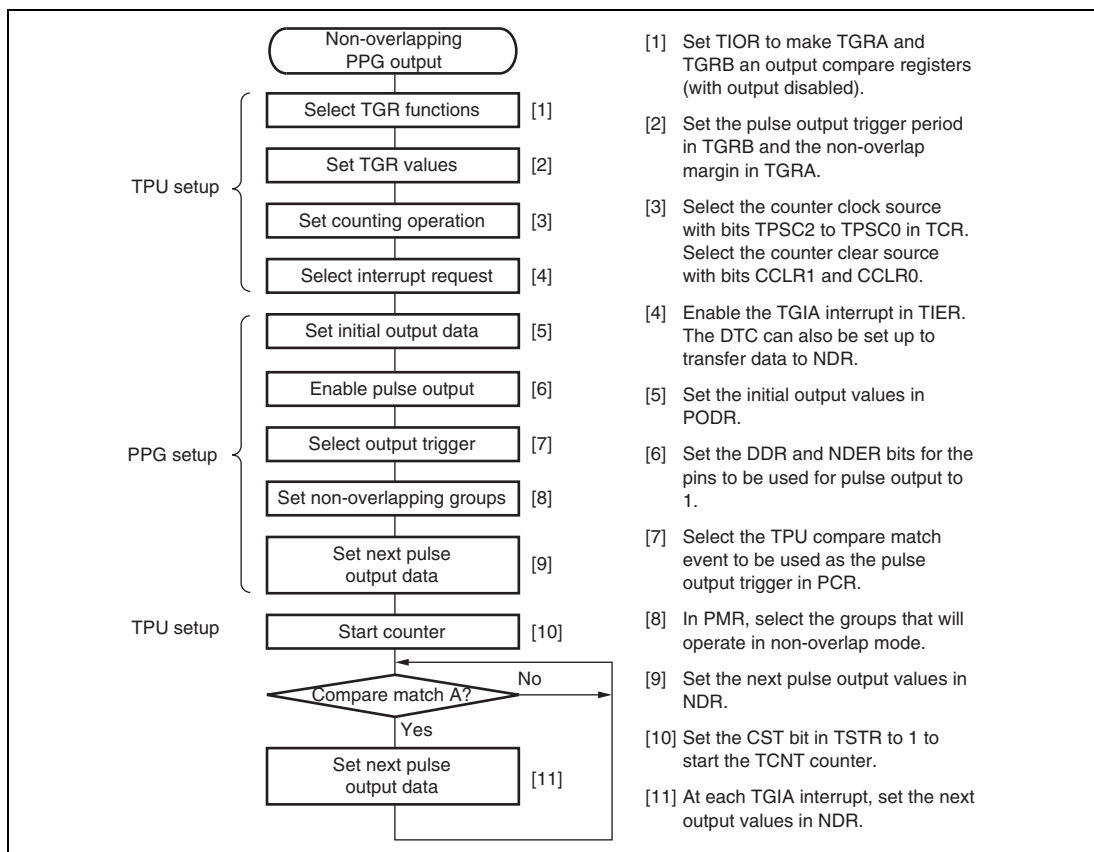 Non-overlapping
PPG output
TPU setup
Select TGR functions [1]
Set TGR values [2]
Set counting operation [3]
Select interrupt request [4]
PPG setup
Set initial output data [5]
Enable pulse output [6]
Select output trigger [7]
Set non-overlapping groups [8]
Set next pulse
output data [9]
TPU setup
Start counter [10]
Compare match A?
No
Yes
Set next pulse
output data [11]
[1] Set TIOR to make TGRA and
TGRB an output compare registers
(with output disabled).
[2] Set the pulse output trigger period
in TGRB and the non-overlap
margin in TGRA.
[3] Select the counter clock source
with bits TPSC2 to TPSC0 in TCR.
Select the counter clear source
with bits CCLR1 and CCLR0.
[4] Enable the TGIA interrupt in TIER.
The DTC can also be set up to
transfer data to NDR.
[5] Set the initial output values in
PODR.
[6] Set the DDR and NDER bits for the
pins to be used for pulse output to
1.
[7] Select the TPU compare match
event to be used as the pulse
output trigger in PCR.
[8] In PMR, select the groups that will
operate in non-overlap mode.
[9] Set the next pulse output values in
NDR.
[10] Set the CST bit in TSTR to 1 to
start the TCNT counter.
[11] At each TGIA interrupt, set the next
output values in NDR.